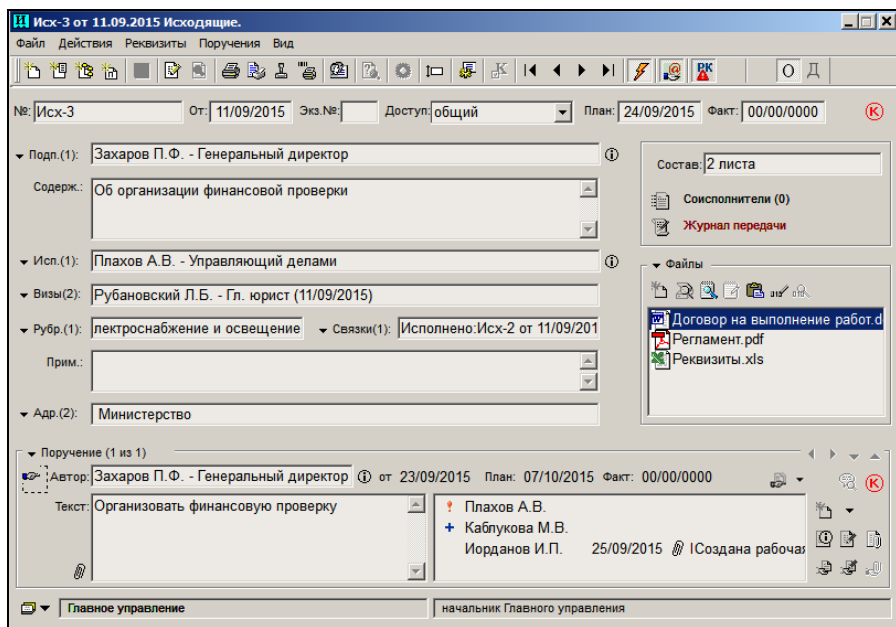 Исх-3 от 11.09.2015 Исходящие.
Файл Действия Реквизиты Поручения Вид
РК О Д
№: Исх-3 От: 11/09/2015 Экз.№: Доступ: общий План: 24/09/2015 Факт: 00/00/0000 К
Подп.(1): Захаров П.Ф. - Генеральный директор
Состав: 2 листа
Содерж.: Об организации финансовой проверки
Соисполнители (0)
Журнал передачи
Исп.(1): Плахов А.В. - Управляющий делами
Файлы
Визы(2): Рубановский Л.Б. - Гл. юрист (11/09/2015)
Рубр.(1): лектроснабжение и освещение Связки(1): Исполнено:Исх-2 от 11/09/201
Договор на выполнение работ.d
Регламент.pdf
Реквизиты.xls
Прим.:
Адр.(2): Министерство
Поручение (1 из 1)
Автор: Захаров П.Ф. - Генеральный директор от 23/09/2015 План: 07/10/2015 Факт: 00/00/0000 К
Текст: Организовать финансовую проверку
! Плахов А.В.
+ Каблукова М.В.
Иорданов И.П. 25/09/2015 |Создана рабочая
Главное управление начальник Главного управления